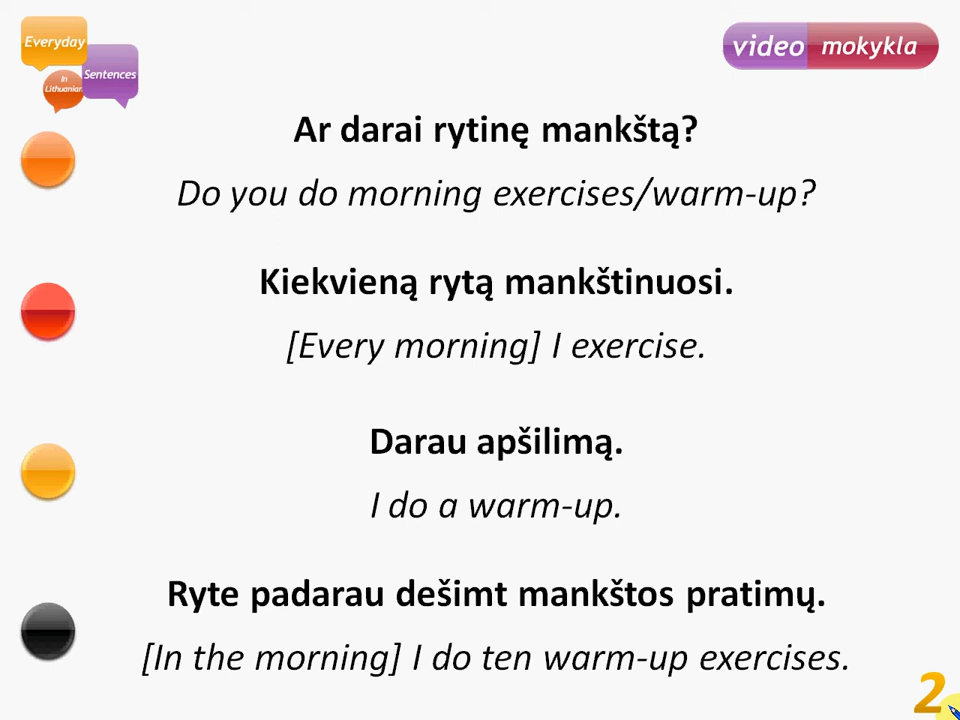 Everyday
In
Lithuanian
Sentences
video mokykla
Ar darai rytinę mankštą?
Do you do morning exercises/warm-up?
Kiekvieną rytą mankštinuosi.
[Every morning] I exercise.
Darau apšilimą.
I do a warm-up.
Ryte padarau dešimt mankštos pratimų.
[In the morning] I do ten warm-up exercises.
2